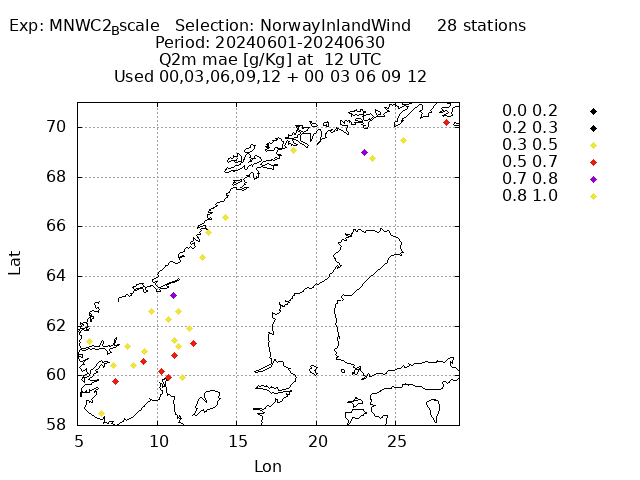 Exp: MNWC2Bscale Selection: NorwayInlandWind 28 stations
Period: 20240601-20240630
Q2m mae [g/Kg] at 12 UTC
Used 00,03,06,09,12 + 00 03 06 09 12
0.0 0.2
0.2 0.3
0.3 0.5
0.5 0.7
0.7 0.8
0.8 1.0
70
68
66
64
62
60
58
Lat
5 10 15 20 25
Lon